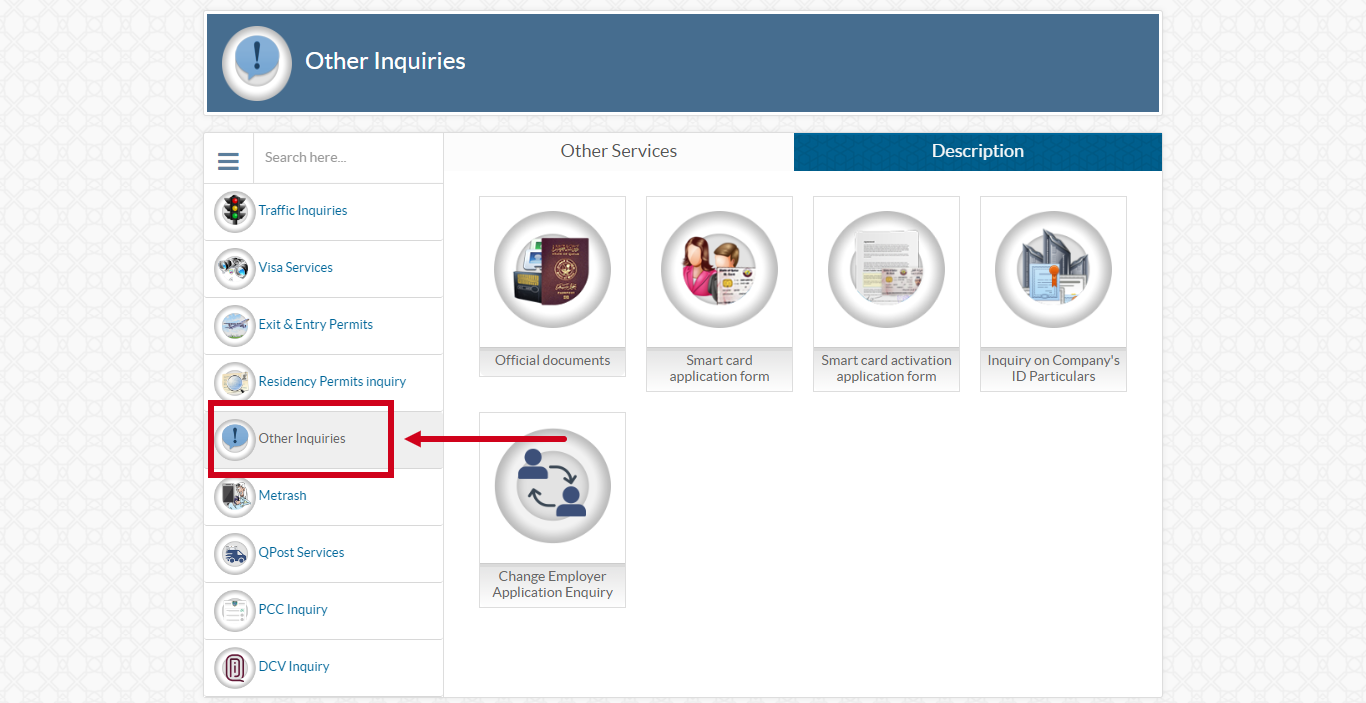 Other Inquiries
Search here...
Traffic Inquiries
Visa Services
Exit & Entry Permits
Residency Permits inquiry
Other Inquiries
Metrash
QPost Services
PCC Inquiry
DCV Inquiry
Other Services
Description
Official documents
Smart card
application form
Smart card activation
application form
Inquiry on Company's
ID Particulars
Change Employer
Application Enquiry